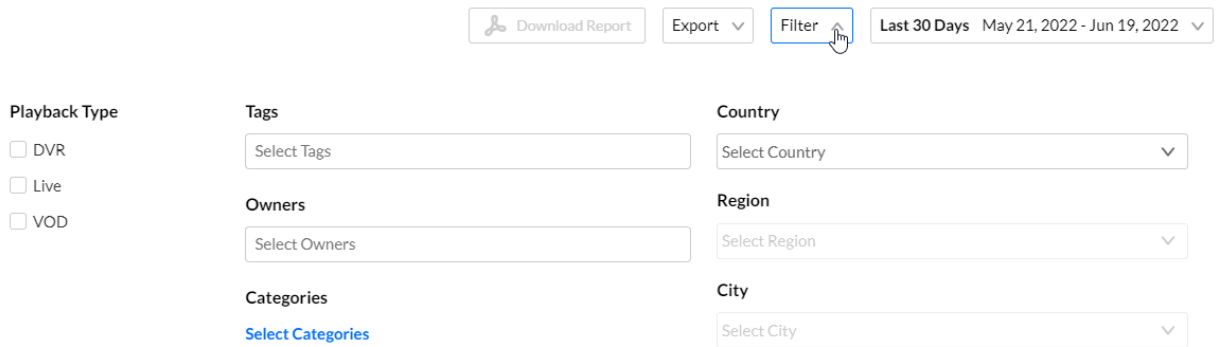 Download Report Export Filter Last 30 Days May 21, 2022 - Jun 19, 2022
Playback Type
DVR
Live
VOD
Tags
Select Tags
Owners
Select Owners
Categories
Select Categories
Country
Select Country
Region
Select Region
City
Select City